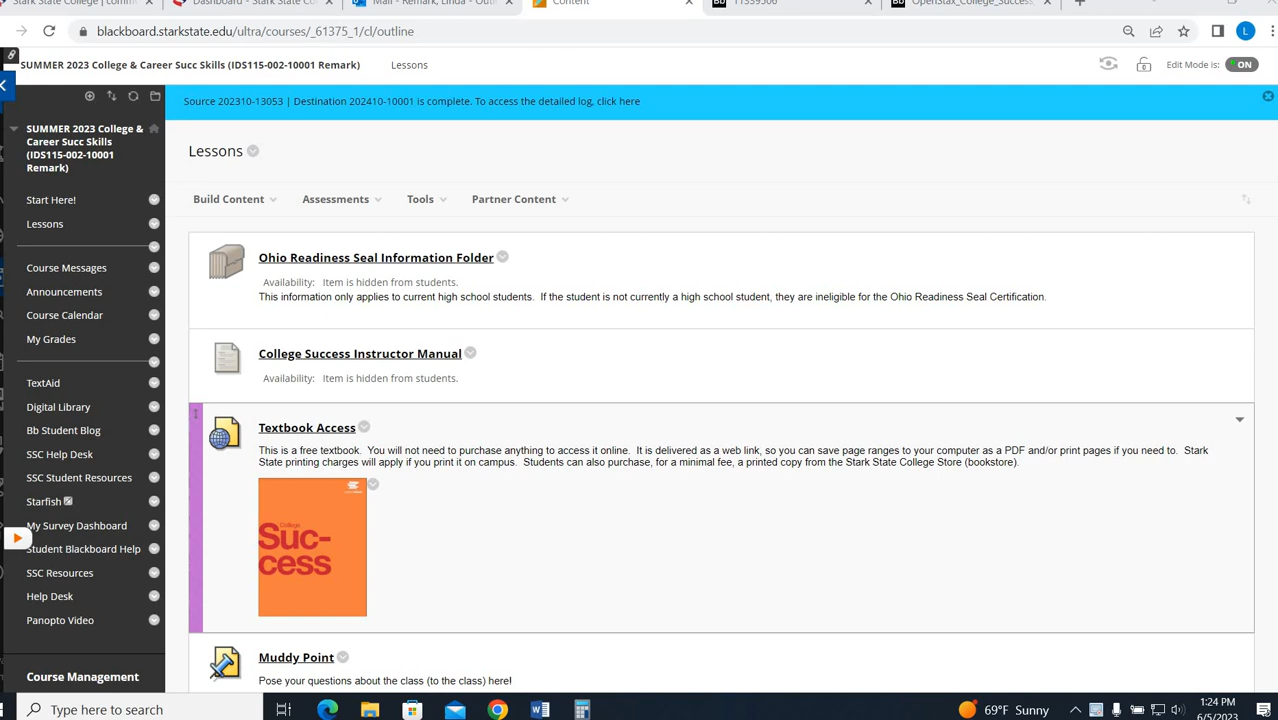 Stark State College | comm
Dashboard - Stark State Co
Mail - Remark, Linda - Outl
Content
11339506
OpenStax_College_Success
blackboard.starkstate.edu/ultra/courses/_61375_1/cl/outline
L
SUMMER 2023 College & Career Succ Skills (IDS115-002-10001 Remark)
Lessons
Edit Mode is:
ON
Source 202310-13053 | Destination 202410-10001 is complete. To access the detailed log, click here
SUMMER 2023 College &
Career Succ Skills
(IDS115-002-10001
Remark)
Start Here!
Lessons
Course Messages
Announcements
Course Calendar
My Grades
TextAid
Digital Library
Bb Student Blog
SSC Help Desk
SSC Student Resources
Starfish
My Survey Dashboard
Student Blackboard Help
SSC Resources
Help Desk
Panopto Video
Course Management
Lessons
Build Content
Assessments
Tools
Partner Content
Ohio Readiness Seal Information Folder
Availability: Item is hidden from students.
This information only applies to current high school students. If the student is not currently a high school student, they are ineligible for the Ohio Readiness Seal Certification.
College Success Instructor Manual
Availability: Item is hidden from students.
Textbook Access
This is a free textbook. You will not need to purchase anything to access it online. It is delivered as a web link, so you can save page ranges to your computer as a PDF and/or print pages if you need to. Stark
State printing charges will apply if you print it on campus. Students can also purchase, for a minimal fee, a printed copy from the Stark State College Store (bookstore).
College
Suc-
cess
Muddy Point
Pose your questions about the class (to the class) here!
Type here to search
69°F Sunny
1:24 PM
6/5/2023